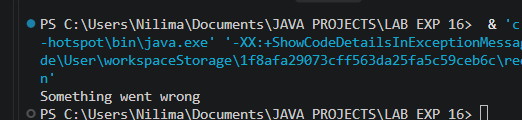 PS C:\Users\Nilima\Documents\JAVA PROJECTS\LAB EXP 16>  & 'c
-hotspot\bin\java.exe' '-XX:+ShowCodeDetailsInExceptionMessag
de\User\workspaceStorage\1f8afa29073cff563da25fa5c59ceb6c\red
n'
Something went wrong
PS C:\Users\Nilima\Documents\JAVA PROJECTS\LAB EXP 16>